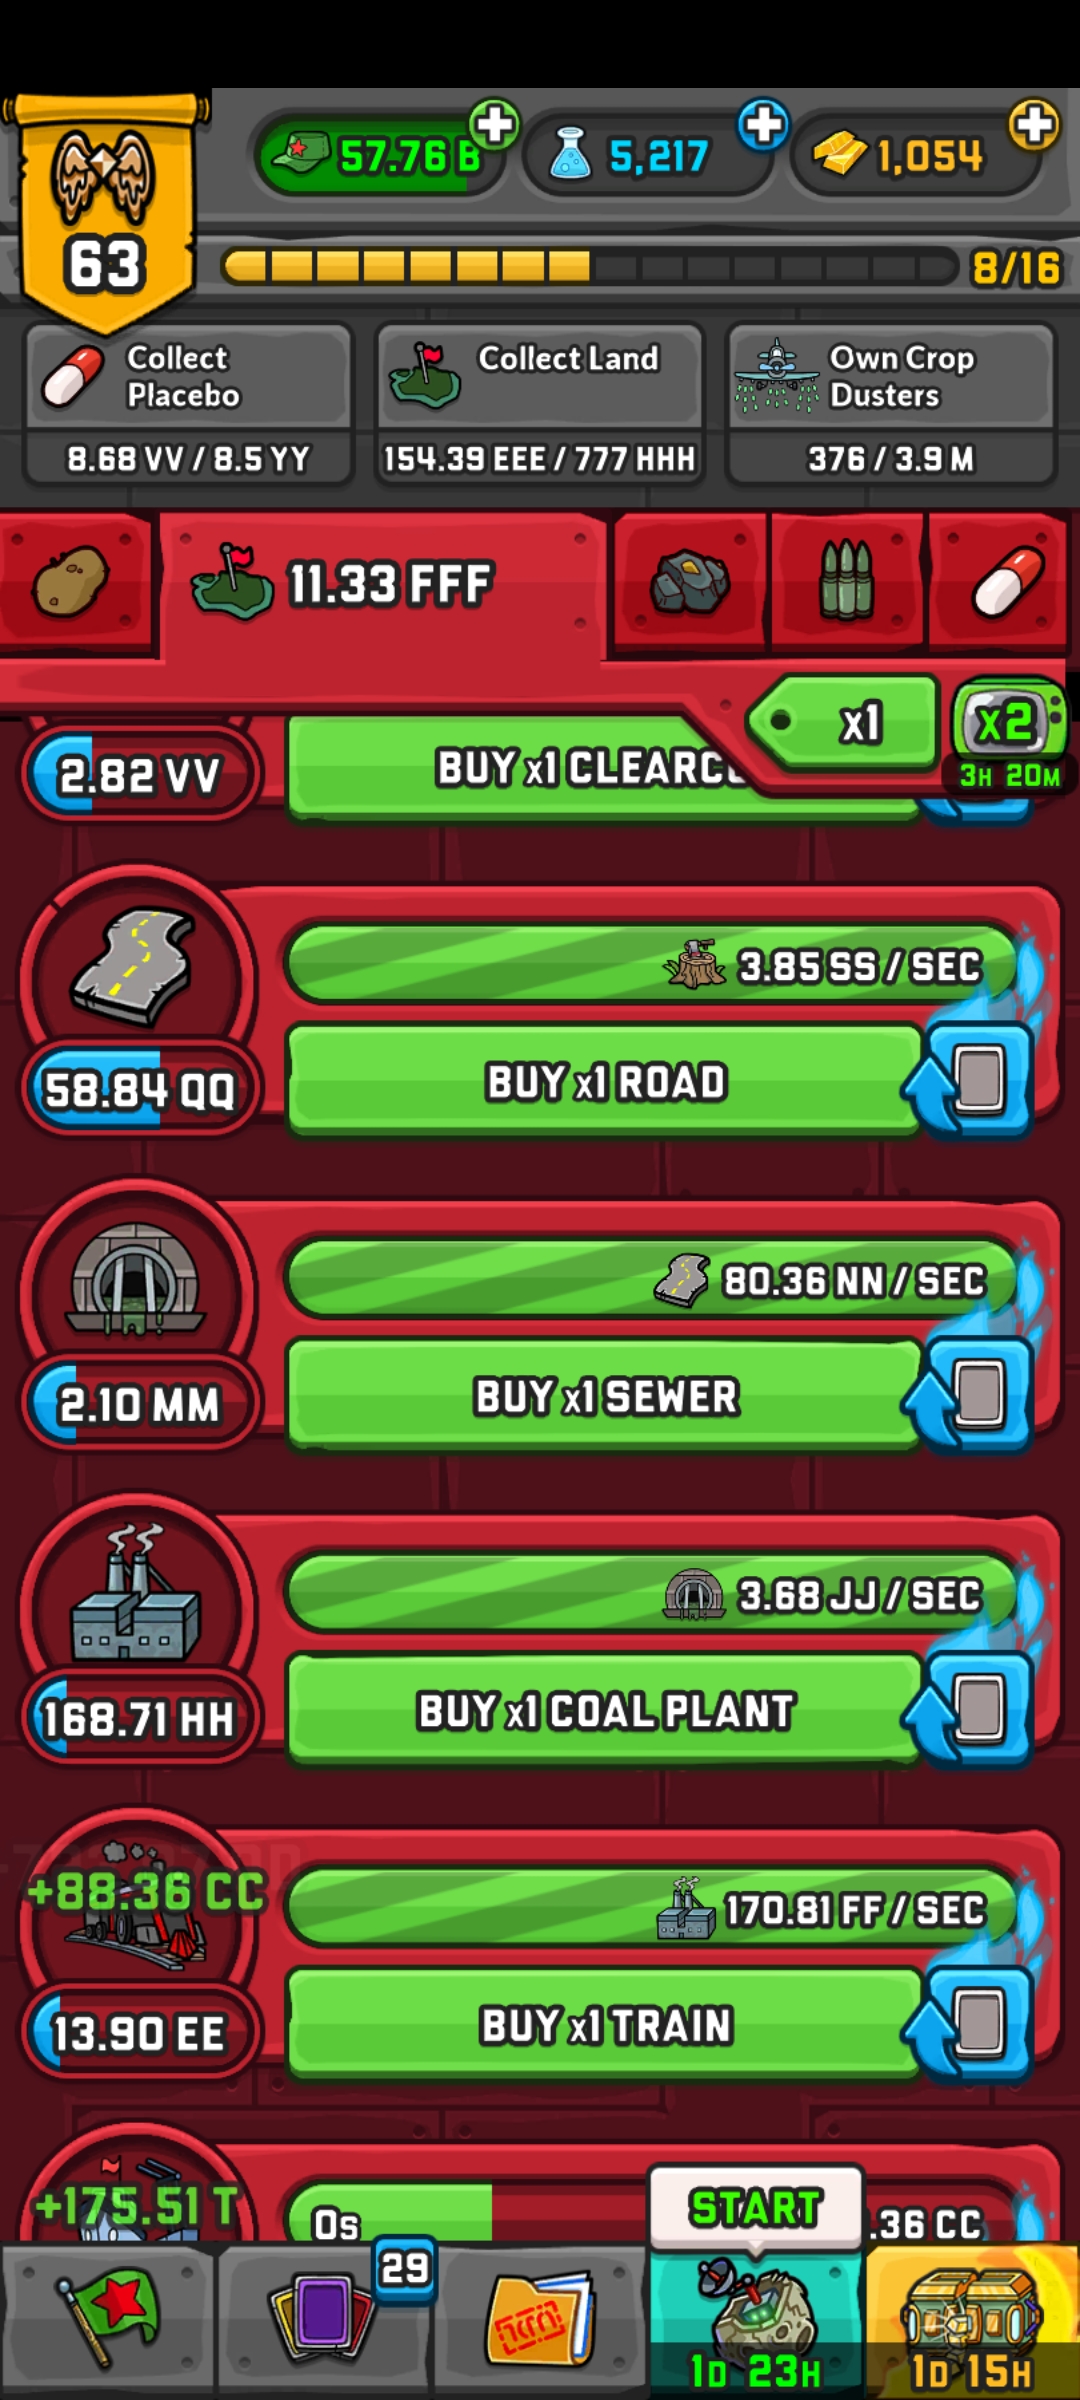 57.76 B
5,217
1,054
63
8/16
Collect
Placebo
8.68 VV / 8.5 YY
Collect Land
154.39 EEE / 777 HHH
Own Crop
Dusters
376 / 3.9 M
11.33 FFF
x1
x2
3H 20M
2.82 VV
BUY x1 CLEARC
3.85 SS / SEC
58.84 QQ
BUY x1 ROAD
80.36 NN / SEC
2.10 MM
BUY x1 SEWER
3.68 JJ / SEC
168.71 HH
BUY x1 COAL PLANT
+88.36 CC
170.81 FF / SEC
13.90 EE
BUY x1 TRAIN
+175.51 T
0s
.36 CC
START
29
1D 23H
1D 15H